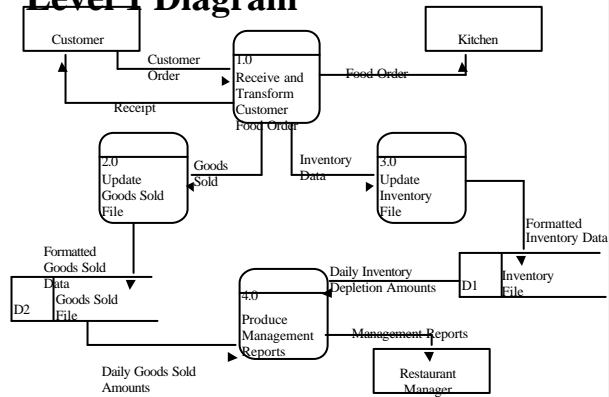 Level 1 Diagram
Customer
Kitchen
Customer
Order
1.0
Receive and
Transform
Customer
Food Order
Food Order
Receipt
2.0
Update
Goods Sold
File
Goods
Sold
Inventory
Data
3.0
Update
Inventory
File
Formatted
Inventory Data
Formatted
Goods Sold
Data
D2
Goods Sold
File
4.0
Produce
Management
Reports
Daily Inventory
Depletion Amounts
D1
Inventory
File
Management Reports
Daily Goods Sold
Amounts
Restaurant
Manager